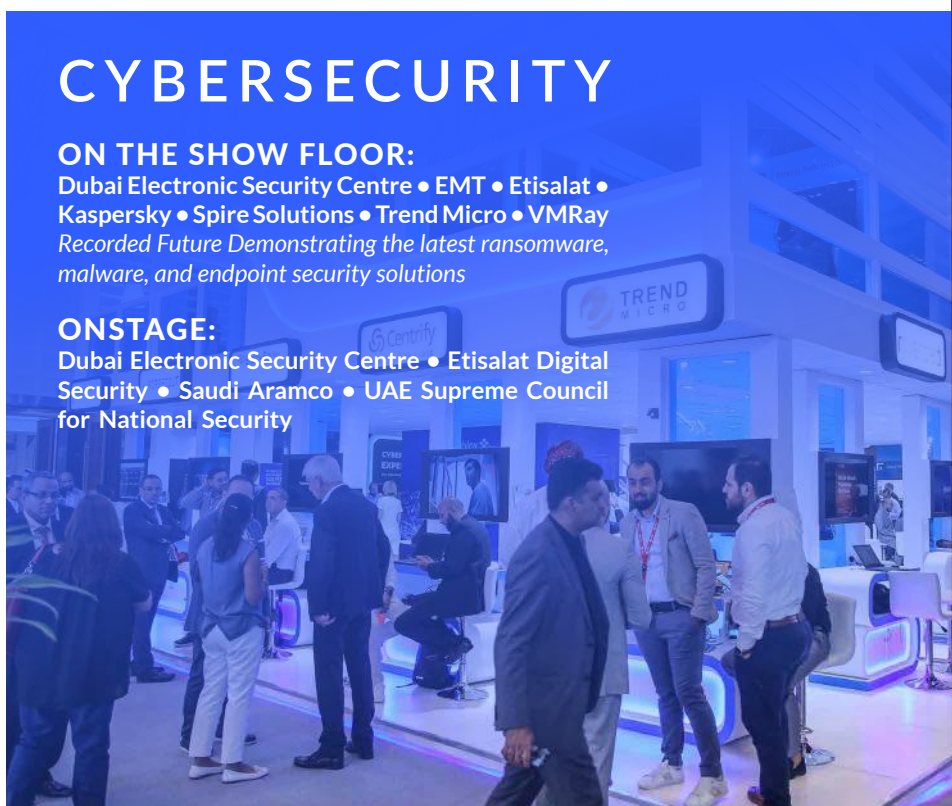 CYBERSECURITY
ON THE SHOW FLOOR:
Dubai Electronic Security Centre • EMT • Etisalat •
Kaspersky • Spire Solutions • Trend Micro • VMRay
Recorded Future Demonstrating the latest ransomware,
malware, and endpoint security solutions
ONSTAGE:
Dubai Electronic Security Centre • Etisalat Digital
Security • Saudi Aramco • UAE Supreme Council
for National Security
Centrify
TREND
MICRO